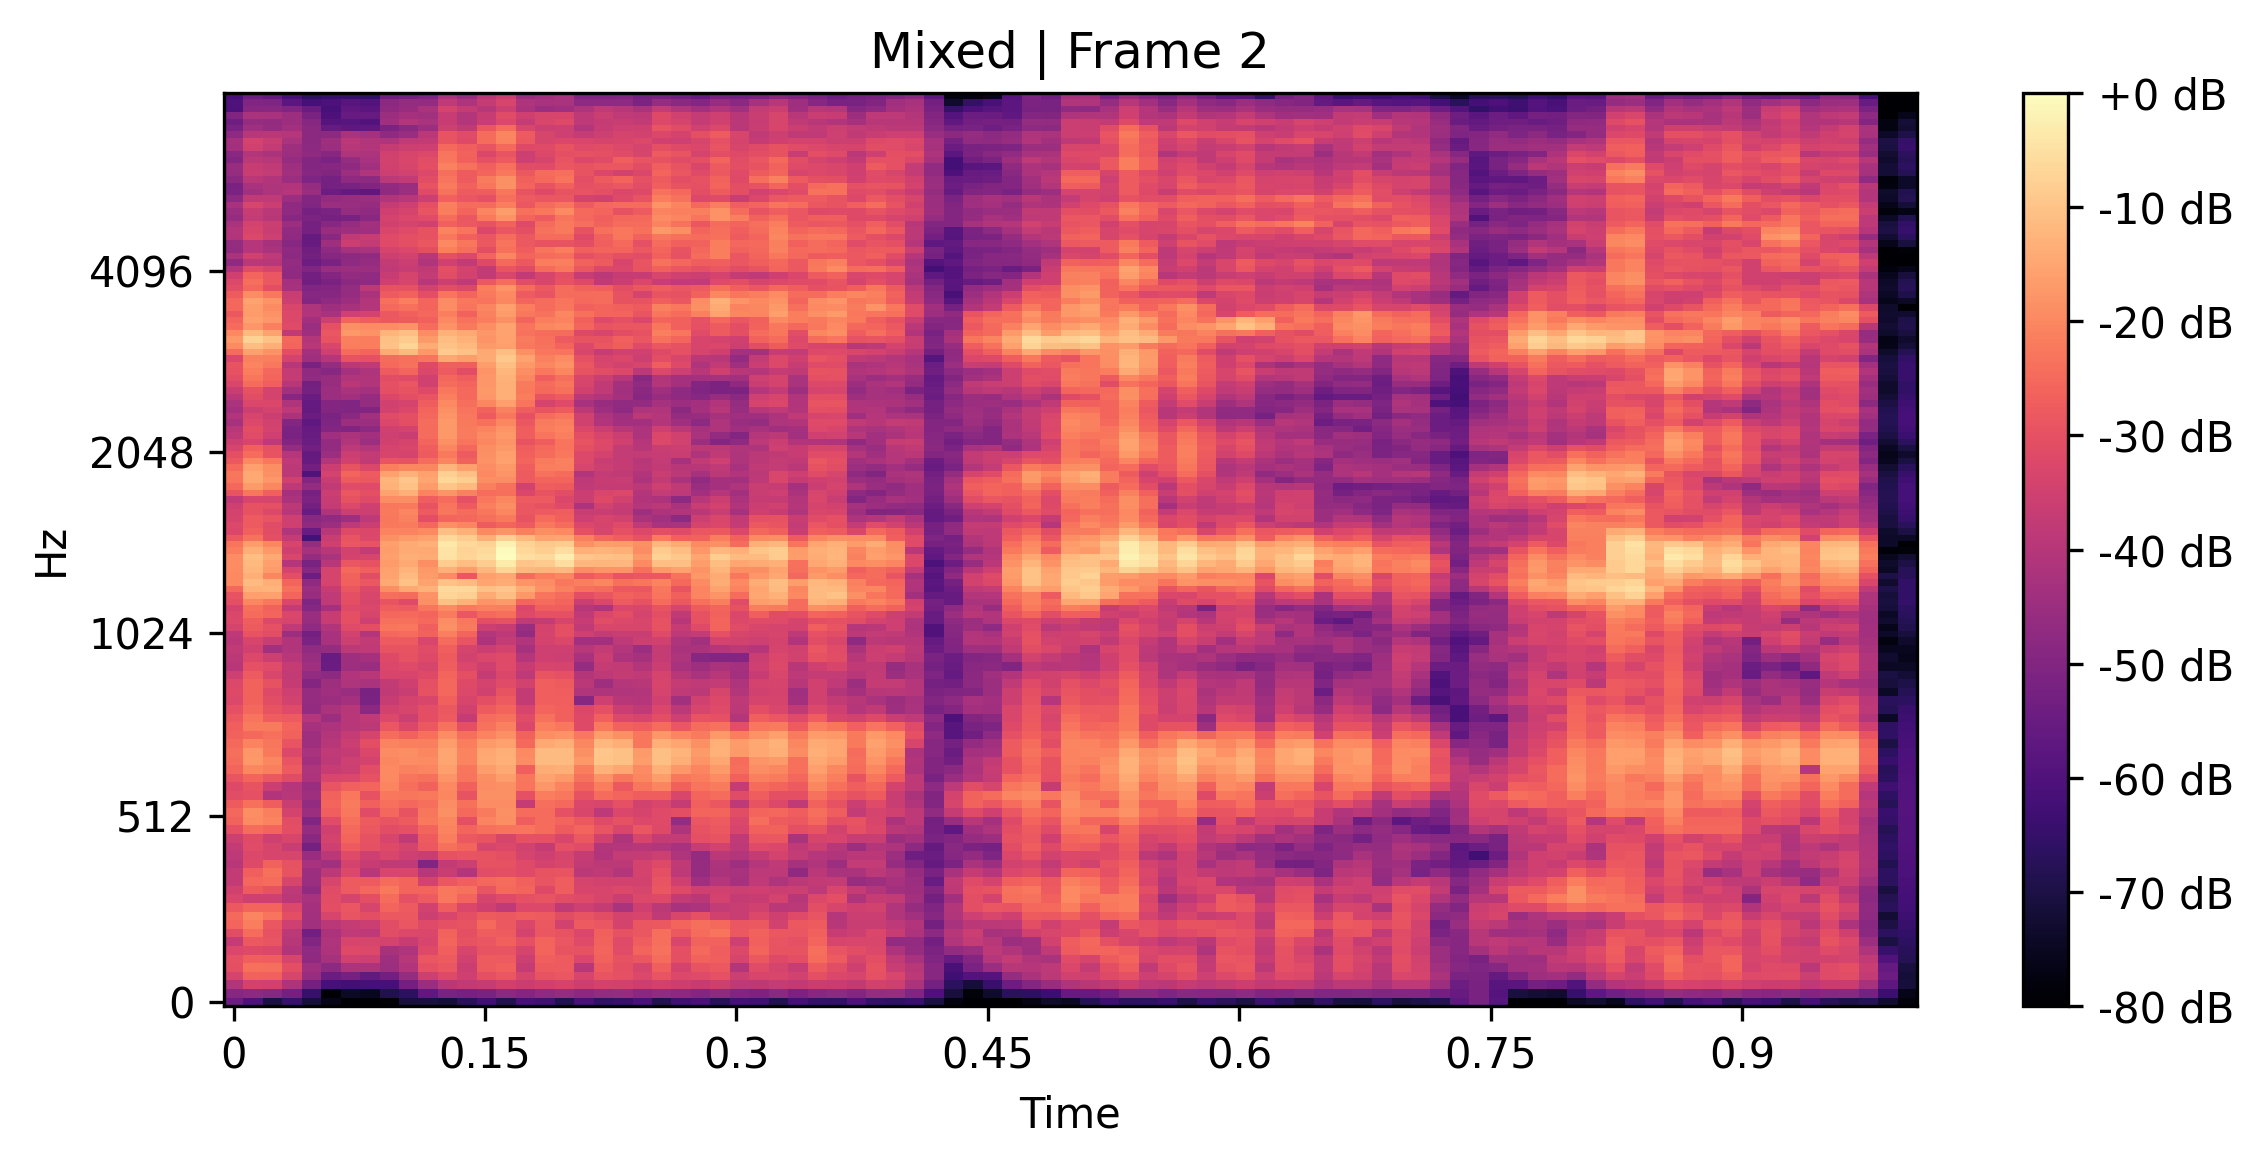 Mixed | Frame 2
Hz
4096
2048
1024
512
0
0 0.15 0.3 0.45 0.6 0.75 0.9
Time
+0 dB
-10 dB
-20 dB
-30 dB
-40 dB
-50 dB
-60 dB
-70 dB
-80 dB